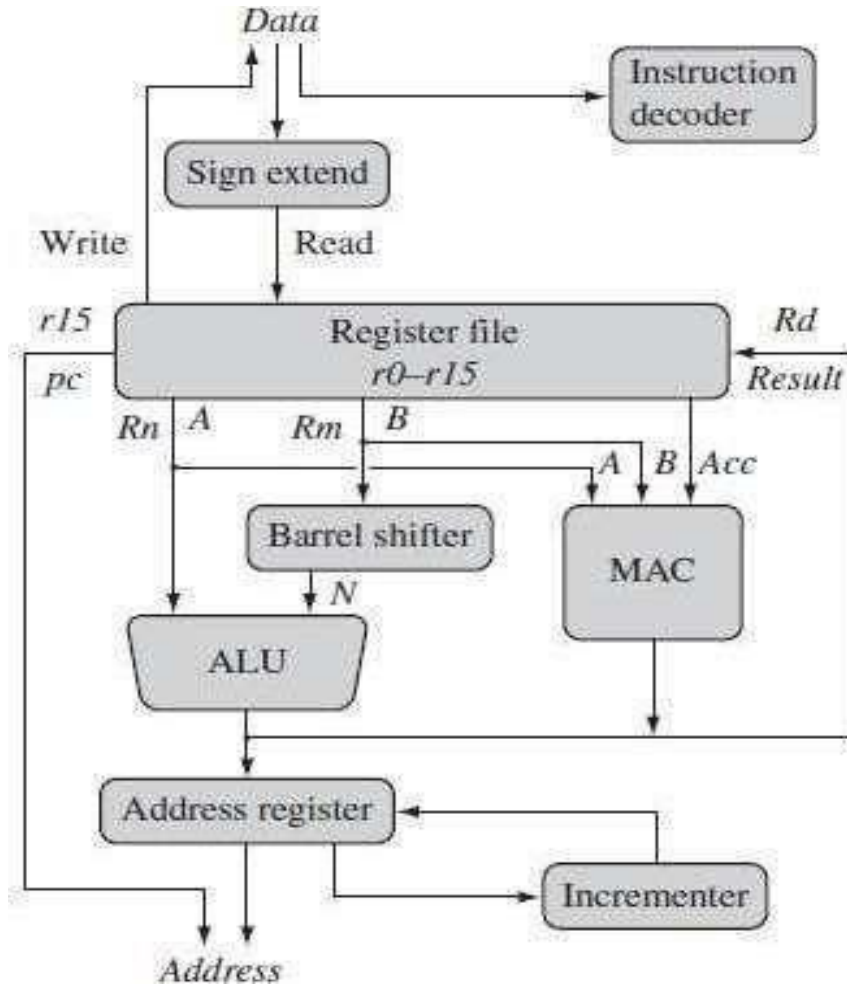 Data
Instruction
decoder
Sign extend
Write
Read
r15
Register file
Rd
pc
r0–r15
Result
Rn
A
Rm
B
A
B
Acc
Barrel shifter
MAC
N
ALU
Address register
Incrementer
Address